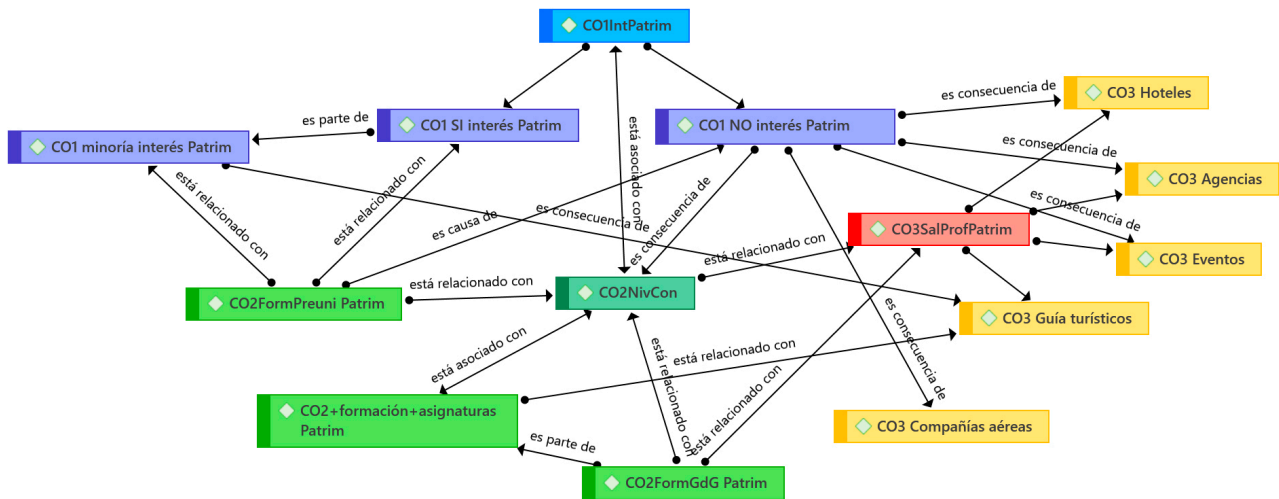 CO1IntPatrim
CO3 Hoteles
es consecuencia de
es parte de
CO1 SI interés Patrim
CO1 NO interés Patrim
CO1 minoría interés Patrim
está asociado con
es consecuencia de
CO3 Agencias
está relacionado con
está relacionado con
es causa de
es consecuencia de
es consecuencia de
es consecuencia de
CO3SalProfPatrim
está relacionado con
CO3 Eventos
CO2FormPreuni Patrim
está relacionado con
CO2NivCon
CO3 Guía turísticos
es consecuencia de
está asociado con
está relacionado con
está relacionado con
está relacionado con
CO2+formación+asignaturas
Patrim
CO3 Compañías aéreas
es parte de
CO2FormGdG Patrim